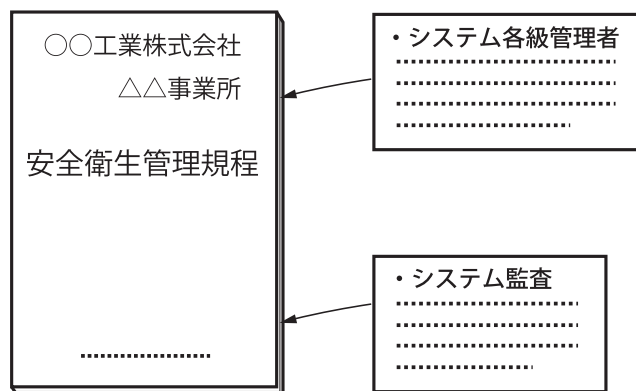 ○○工業株式会社
△△事業所
安全衛生管理規程
・システム各級管理者
・システム監査